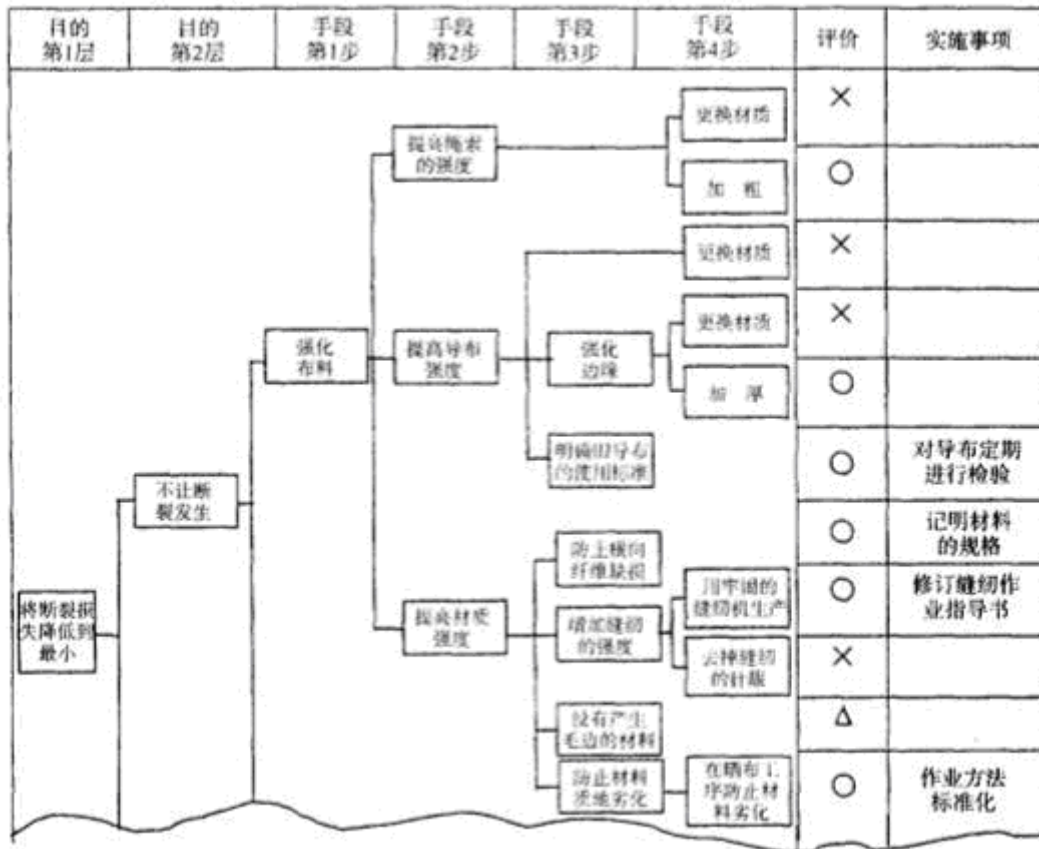 目的
第1层
目的
第2层
手段
第1步
手段
第2步
手段
第3步
手段
第4步
评价
实施事项
更换材质
×
提高绳索
的强度
加 粗
○
更换材质
×
更换材质
×
强化
布料
提高导布
强度
强化
边缘
加 厚
○
明确旧导布
的使用标准
○
对导布定期
进行检验
不让断
裂发生
防止横向
纤维缺损
○
记明材料
的规格
将断裂损
失降低到
最小
提高材质
强度
增加缝纫
的强度
用牢固的
缝纫机生产
○
修订缝纫作
业指导书
去掉缝纫
的针眼
×
没有产生
毛边的材料
△
防止材料
质地劣化
在晒布工
序防止材
料劣化
○
作业方法
标准化